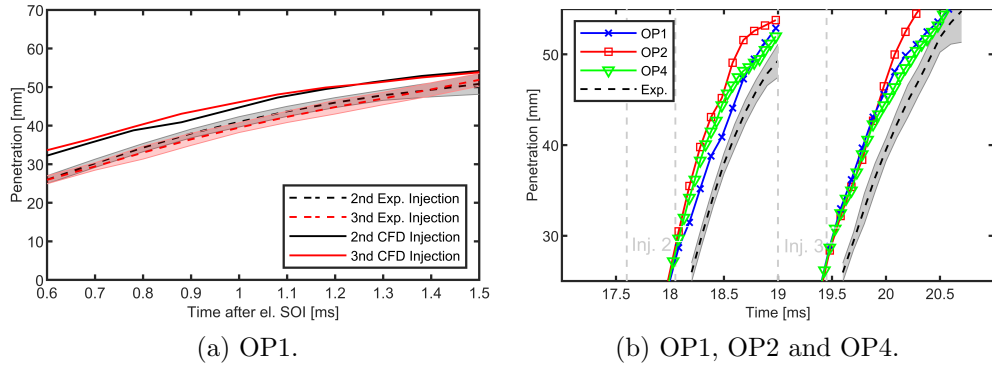 70
60
50
40
30
20
10
0
Penetration [mm]
2nd Exp. Injection
3nd Exp. Injection
2nd CFD Injection
3nd CFD Injection
0.6 0.7 0.8 0.9 1.0 1.1 1.2 1.3 1.4 1.5
Time after el. SOI [ms]
(a) OP1.
50
40
30
Penetration [mm]
OP1
OP2
OP4
Exp.
Inj. 2
Inj. 3
17.5 18 18.5 19 19.5 20 20.5
Time [ms]
(b) OP1, OP2 and OP4.